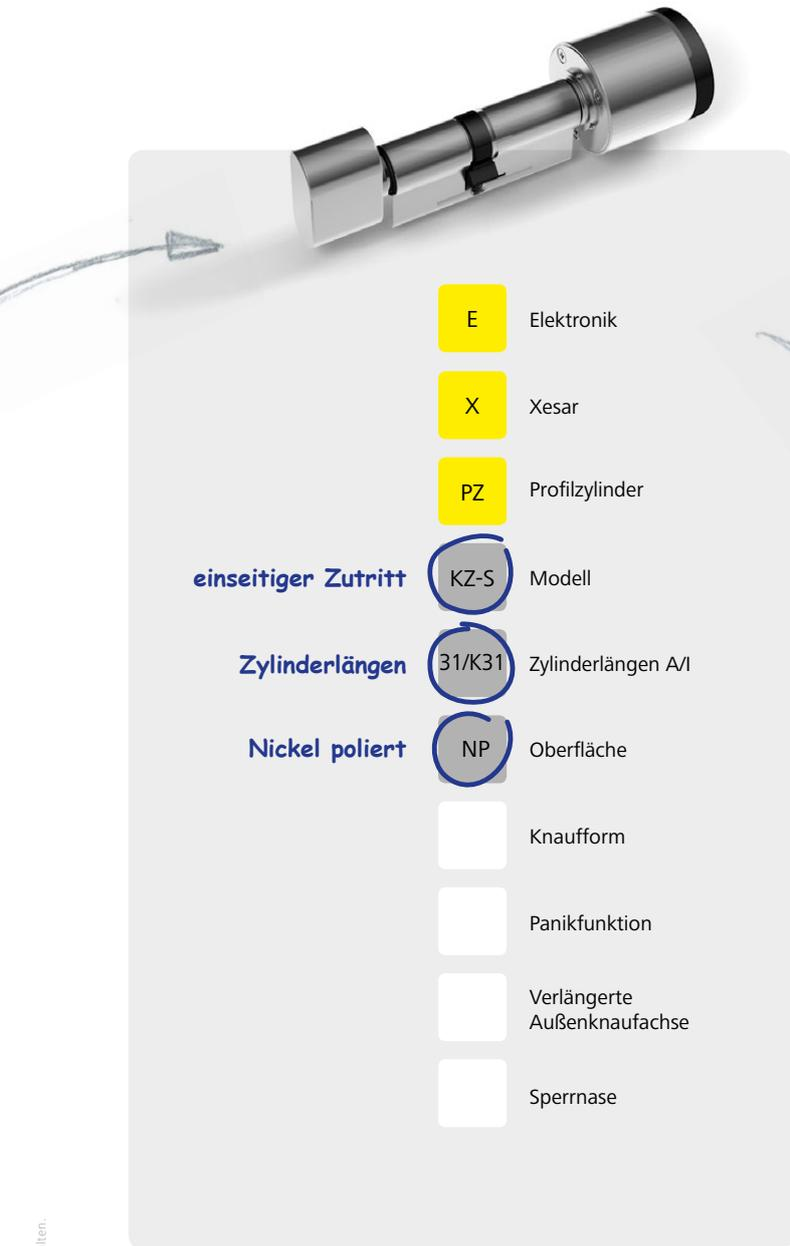 E Elektronik
X Xesar
PZ Profilzylinder
einseitiger Zutritt KZ-S Modell
Zylinderlängen 31/K31 Zylinderlängen A/I
Nickel poliert NP Oberfläche
Knaufform
Panikfunktion
Verlängerte
Außenknaufachse
Sperrnase
lten.